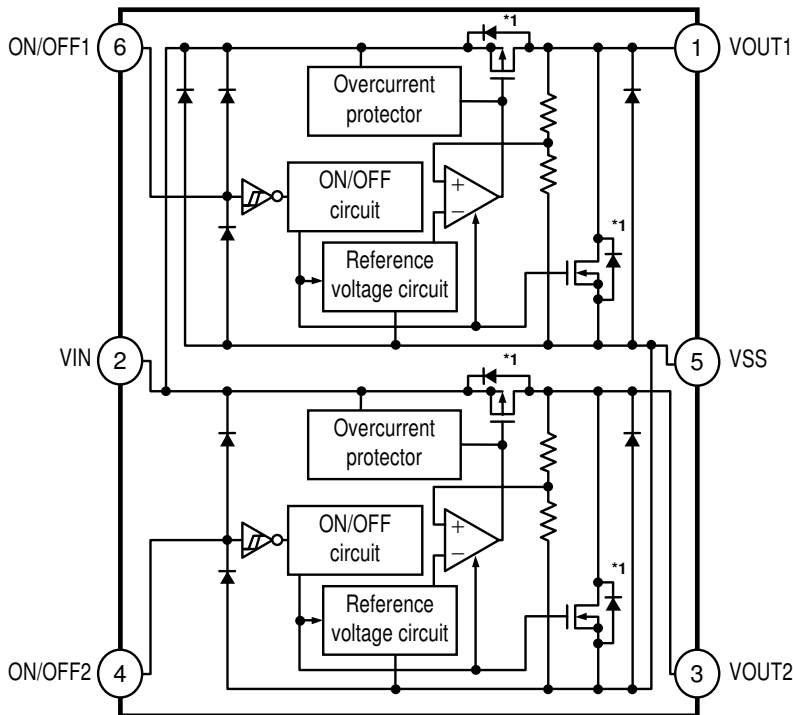 *1
ON/OFF1
6
1
VOUT1
Overcurrent
protector
ON/OFF
circuit
+
−
*1
Reference
voltage circuit
VIN
2
5
VSS
*1
Overcurrent
protector
ON/OFF
circuit
+
−
*1
Reference
voltage circuit
ON/OFF2
4
3
VOUT2